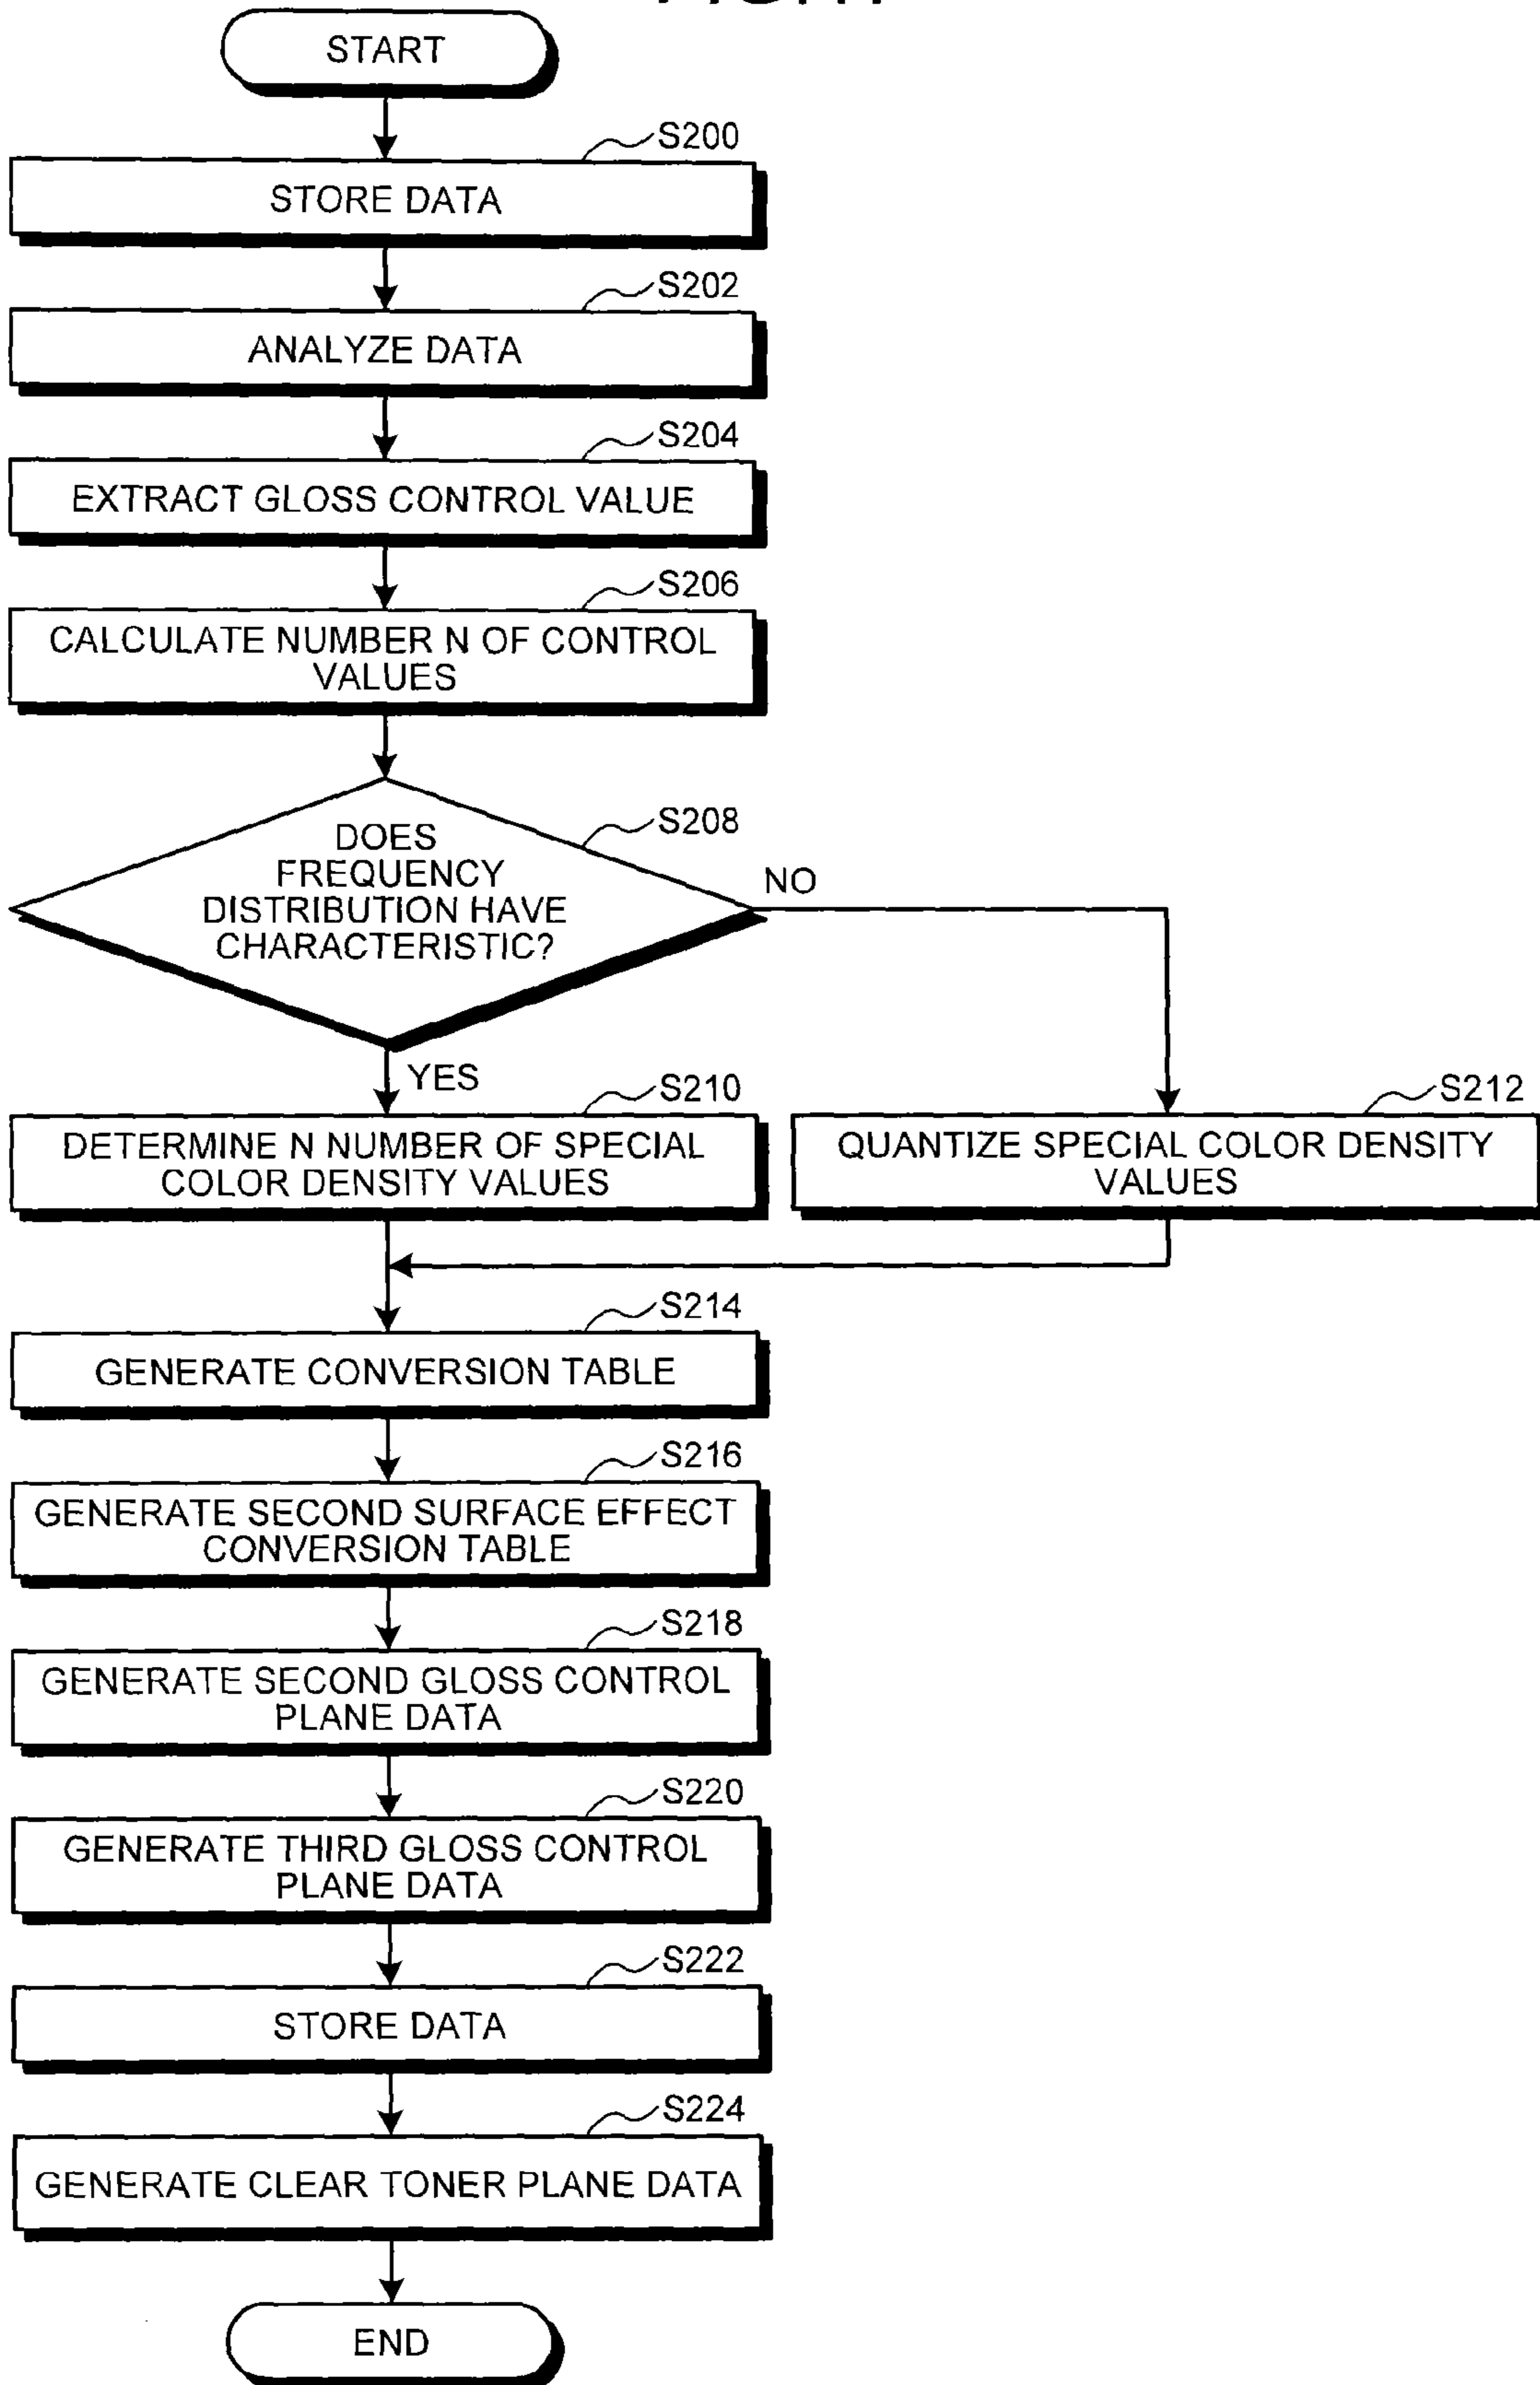 START
S200
STORE DATA
S202
ANALYZE DATA
S204
EXTRACT GLOSS CONTROL VALUE
S206
CALCULATE NUMBER N OF CONTROL
VALUES
S208
DOES
FREQUENCY
DISTRIBUTION HAVE
CHARACTERISTIC?
NO
YES
S210
DETERMINE N NUMBER OF SPECIAL
COLOR DENSITY VALUES
S212
QUANTIZE SPECIAL COLOR DENSITY
VALUES
S214
GENERATE CONVERSION TABLE
S216
GENERATE SECOND SURFACE EFFECT
CONVERSION TABLE
S218
GENERATE SECOND GLOSS CONTROL
PLANE DATA
S220
GENERATE THIRD GLOSS CONTROL
PLANE DATA
S222
STORE DATA
S224
GENERATE CLEAR TONER PLANE DATA
END